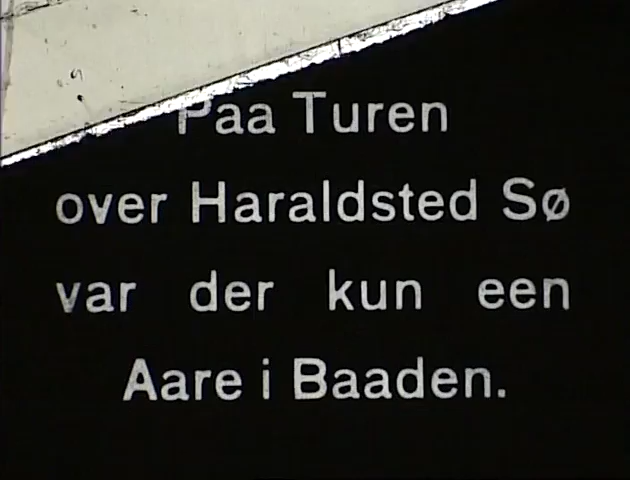 Paa Turen
over Haraldsted Sø
var der kun een
Aare i Baaden.